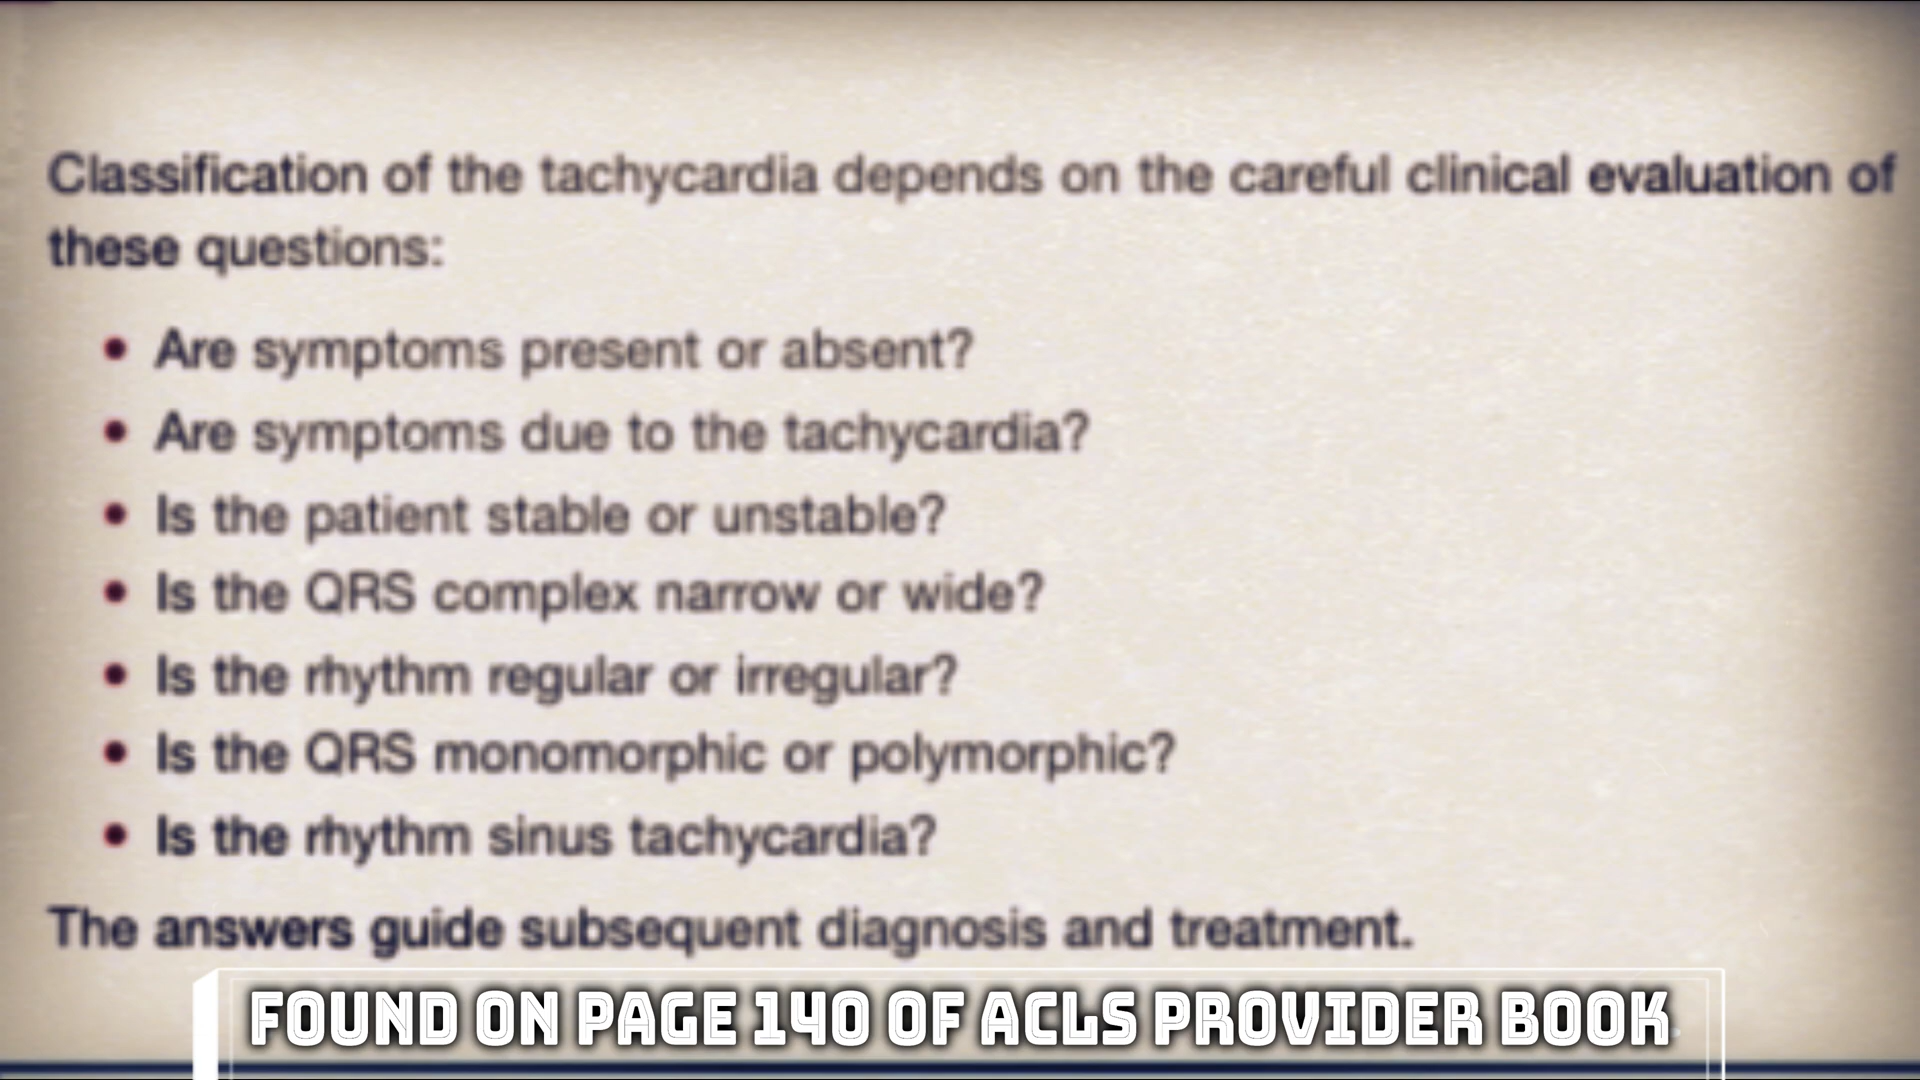 Classification of the tachycardia depends on the careful clinical evaluation of
these questions:
• Are symptoms present or absent?
• Are symptoms due to the tachycardia?
• Is the patient stable or unstable?
• Is the QRS complex narrow or wide?
• Is the rhythm regular or irregular?
• Is the QRS monomorphic or polymorphic?
• Is the rhythm sinus tachycardia?
The answers guide subsequent diagnosis and treatment.
FOUND ON PAGE 140 OF ACLS PROVIDER BOOK